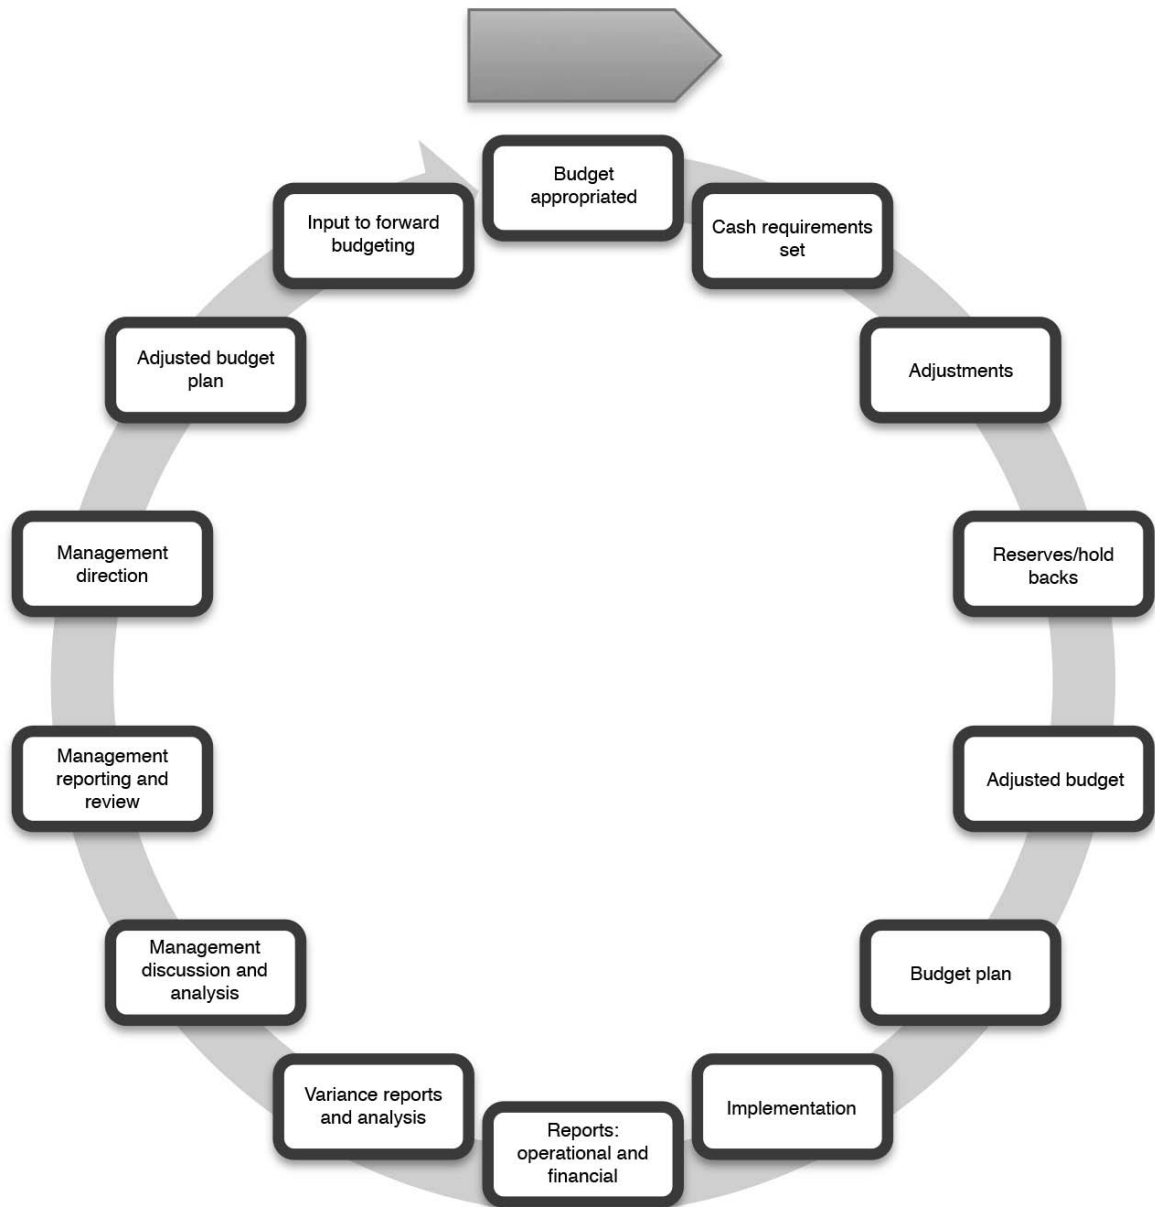 Budget
appropriated
Cash requirements
set
Adjustments
Reserves/hold
backs
Adjusted budget
Budget plan
Implementation
Reports:
operational and
financial
Variance reports
and analysis
Management
discussion and
analysis
Management
reporting and
review
Management
direction
Adjusted budget
plan
Input to forward
budgeting